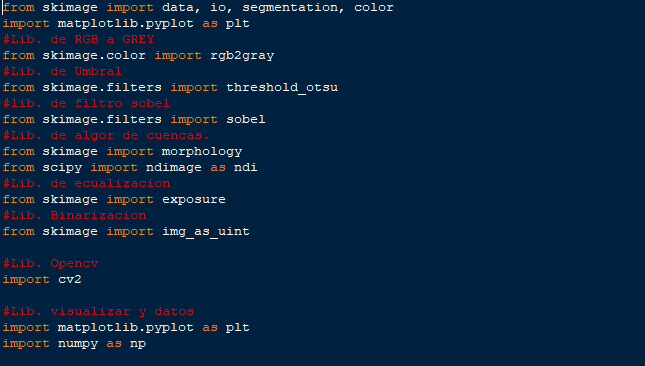 from skimage import data, io, segmentation, color
import matplotlib.pyplot as plt
#Lib. de RGB a GREY
from skimage.color import rgb2gray
#Lib. de Umbral
from skimage.filters import threshold_otsu
#lib. de filtro sobel
from skimage.filters import sobel
#Lib. de algor de cuencas.
from skimage import morphology
from scipy import ndimage as ndi
#Lib. de ecualizacion
from skimage import exposure
#Lib. Binarizacion
from skimage import img_as_uint
#Lib. Opencv
import cv2
#Lib. visualizar y datos
import matplotlib.pyplot as plt
import numpy as np